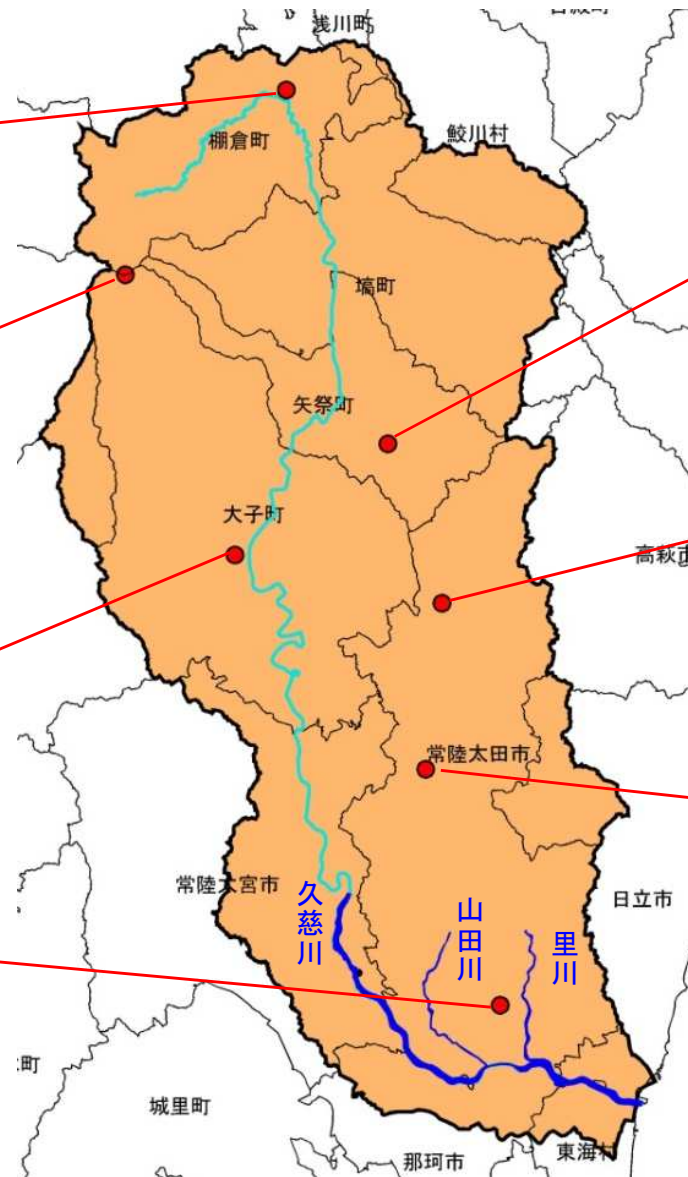 浅川町
鮫川村
棚倉町
塙町
矢祭町
大子町
高萩市
常陸太田市
常陸大宮市
日立市
久慈川
山田川
里川
町
城里町
那珂市
東海村